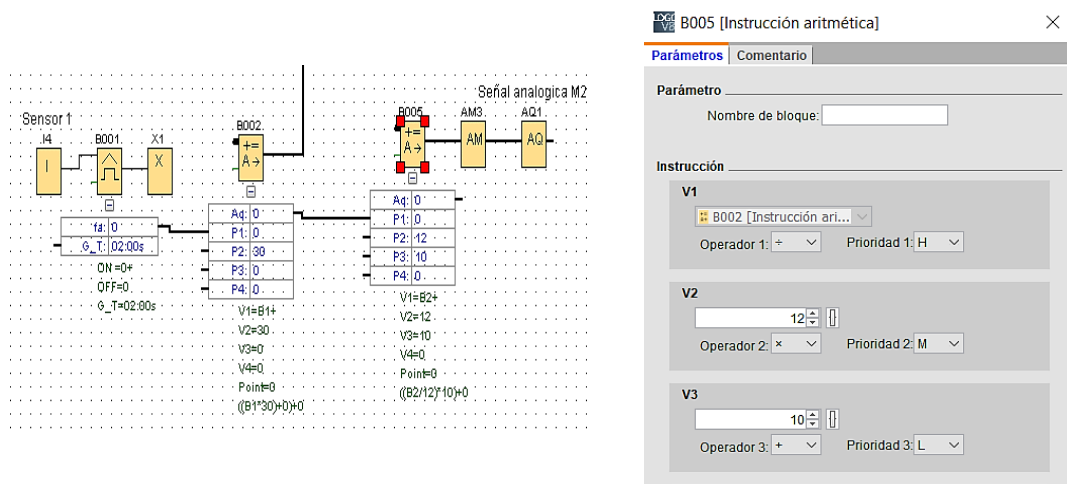 Señal analogica M2
Sensor 1
I4
B001
X1
B002
B005
AM3
AQ1
I
X
+=
A→
+=
A→
AM
AQ
fa: 0
G_T: 02:00s
ON =0+
OFF=0
G_T=02:00s
Aq: 0
P1: 0
P2: 30
P3: 0
P4: 0
V1=B1+
V2=30
V3=0
V4=0
Point=0
((B1*30)+0)+0
Aq: 0
P1: 0
P2: 12
P3: 10
P4: 0
V1=B2+
V2=12
V3=10
V4=0
Point=0
((B2/12)*10)+0
B005 [Instrucción aritmética]
Parámetros
Comentario
Parámetro
Nombre de bloque:
Instrucción
V1
B002 [Instrucción ari...
Operador 1: ÷
Prioridad 1: H
V2
12
Operador 2: ×
Prioridad 2: M
V3
10
Operador 3: +
Prioridad 3: L